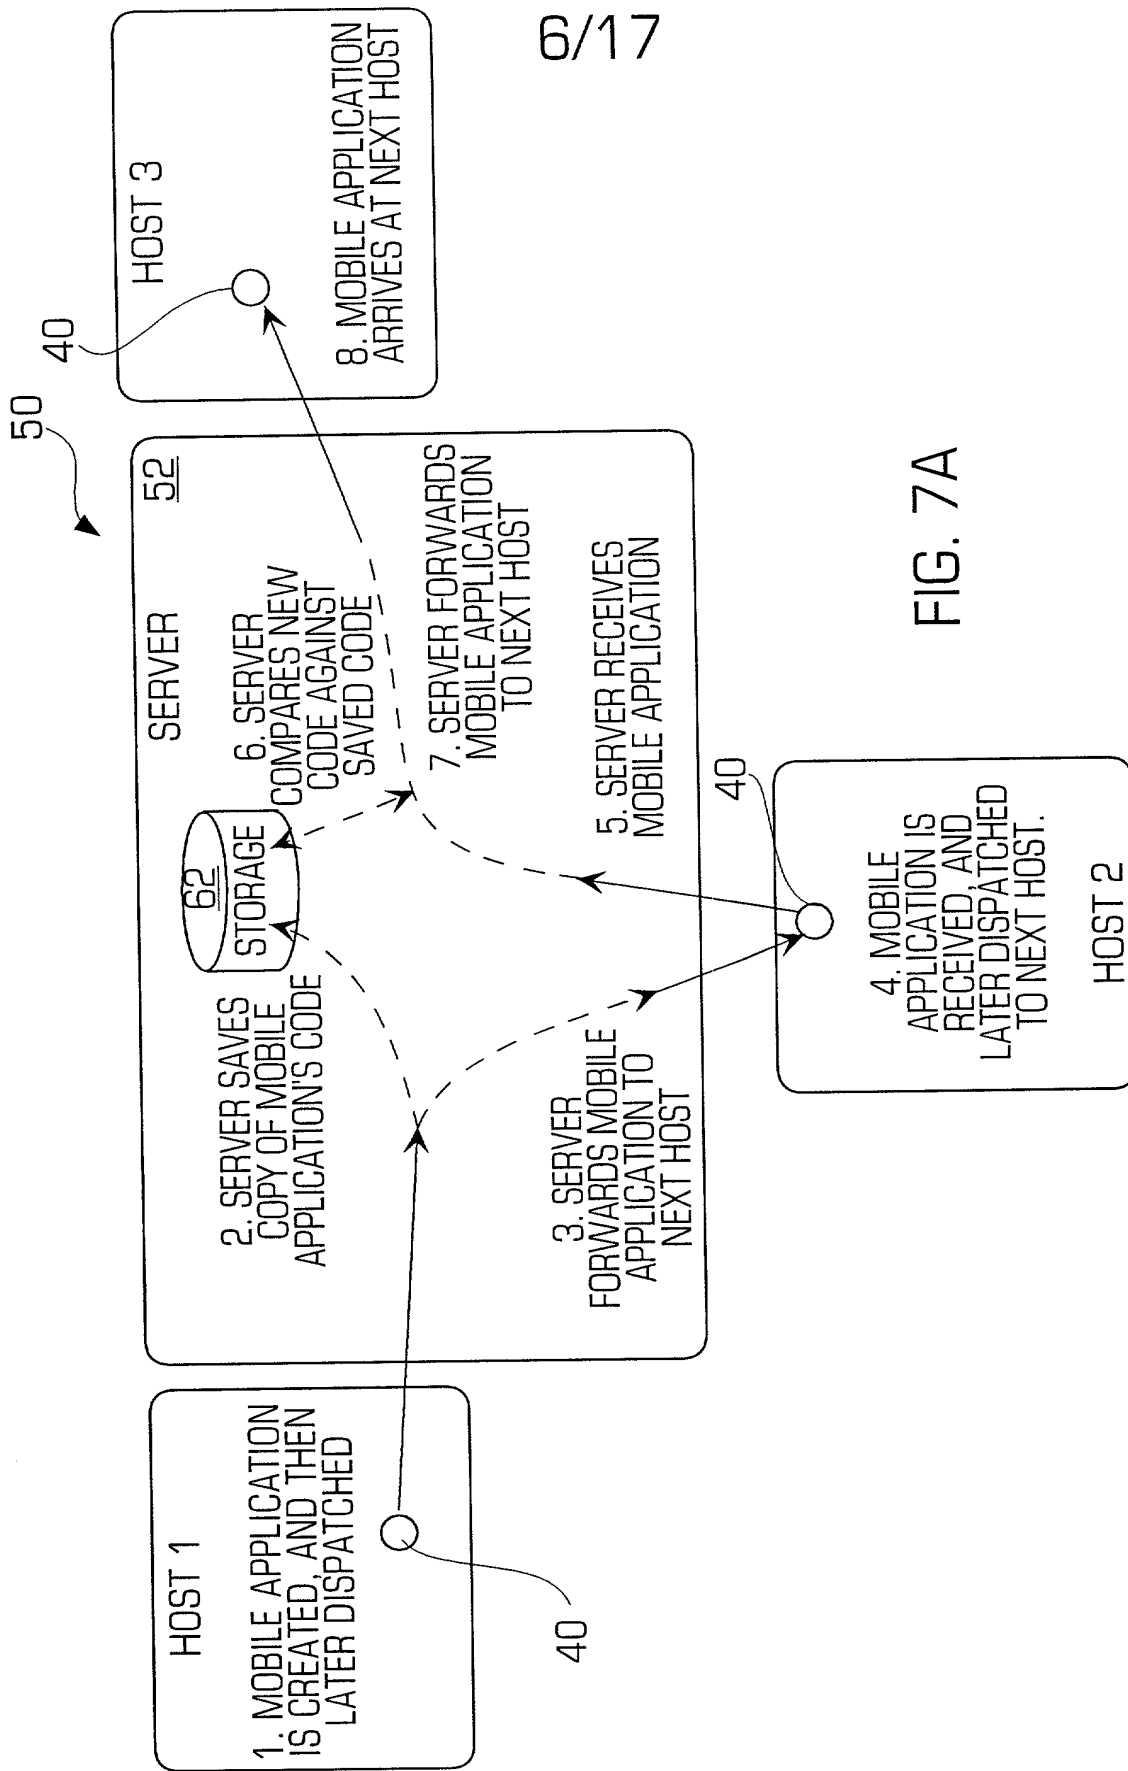 6/17
50
HOST 1
1. MOBILE APPLICATION
IS CREATED, AND THEN
LATER DISPATCHED
40
SERVER
52
62
STORAGE
2. SERVER SAVES
COPY OF MOBILE
APPLICATION'S CODE
3. SERVER
FORWARDS MOBILE
APPLICATION TO
NEXT HOST
40
4. MOBILE
APPLICATION IS
RECEIVED, AND
LATER DISPATCHED
TO NEXT HOST.
HOST 2
5. SERVER RECEIVES
MOBILE APPLICATION
6. SERVER
COMPARES NEW
CODE AGAINST
SAVED CODE
7. SERVER FORWARDS
MOBILE APPLICATION
TO NEXT HOST
40
HOST 3
8. MOBILE APPLICATION
ARRIVES AT NEXT HOST
FIG. 7A